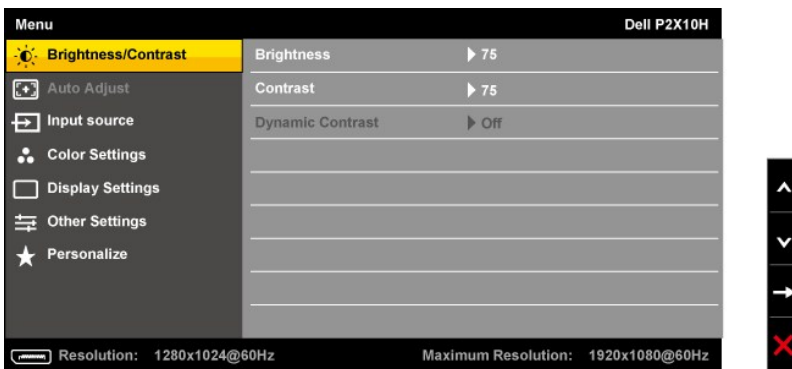 Menu Dell P2X10H
Brightness/Contrast Brightness 75
Auto Adjust Contrast 75
Input source Dynamic Contrast Off
Color Settings
Display Settings
Other Settings
Personalize
Resolution: 1280x1024@60Hz Maximum Resolution: 1920x1080@60Hz